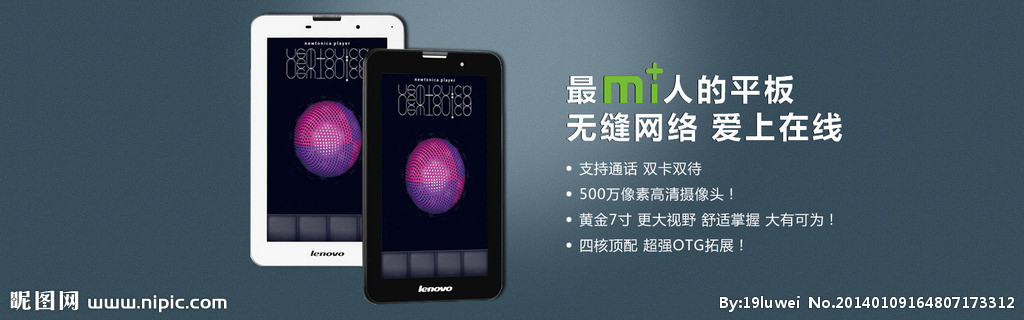 newtonica player
newtonica
lenovo
newtonica player
newtonica
lenovo
最mi+人的平板
无缝网络 爱上在线
• 支持通话 双卡双待
• 500万像素高清摄像头！
• 黄金7寸 更大视野 舒适掌握 大有可为！
• 四核顶配 超强OTG拓展！
昵图网 www.nipic.com
By:19luwei No.20140109164807173312